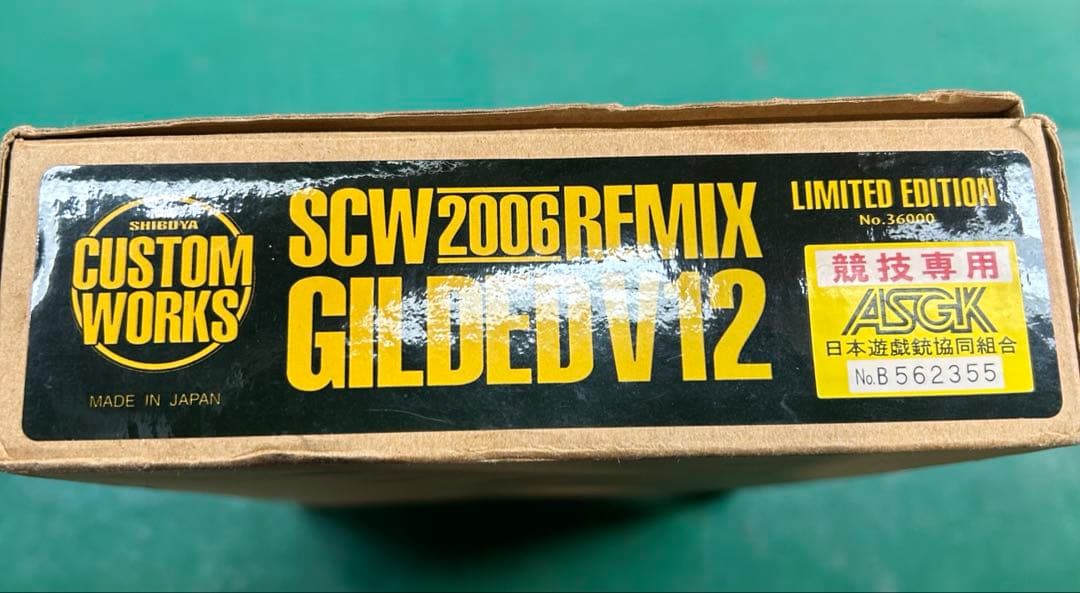 SHIBUYA
CUSTOM
WORKS
MADE IN JAPAN
SCW 2006 REMIX
GILDED V12
LIMITED EDITION
No.36000
競技専用
ASGK
日本遊戯銃協同組合
No.B562355